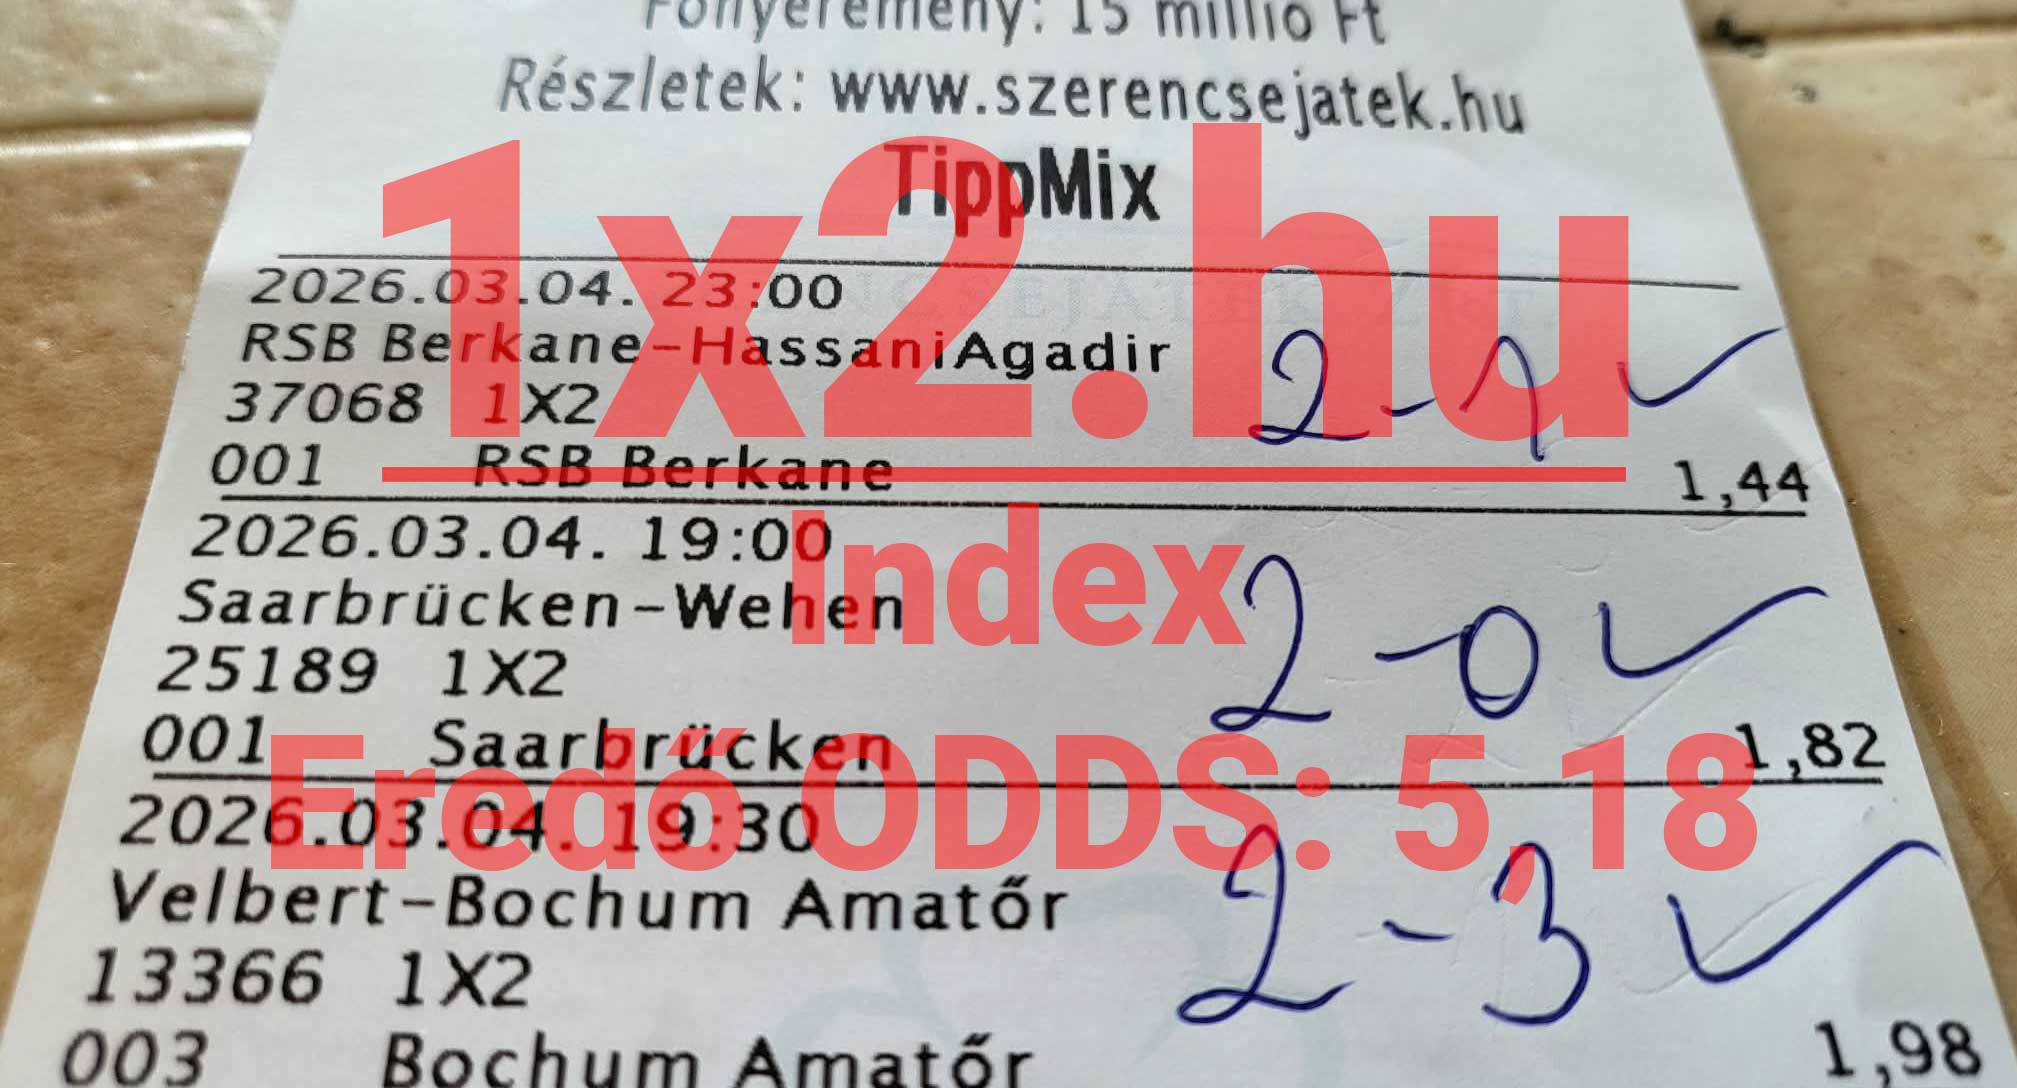 Főnyeremény: 15 millió Ft
Részletek: www.szerencsejatek.hu
TippMix
1x2.hu
2026.03.04. 23:00
RSB Berkane-HassaniAgadir
2-1
37068 1X2
001 RSB Berkane 1,44
Index
2026.03.04. 19:00
Saarbrücken-Wehen
2-0
25189 1X2
001 Saarbrücken 1,82
Eredő ODDS: 5,18
2026.03.04. 19:30
Velbert-Bochum Amatőr
2-3
13366 1X2
003 Bochum Amatőr 1,98